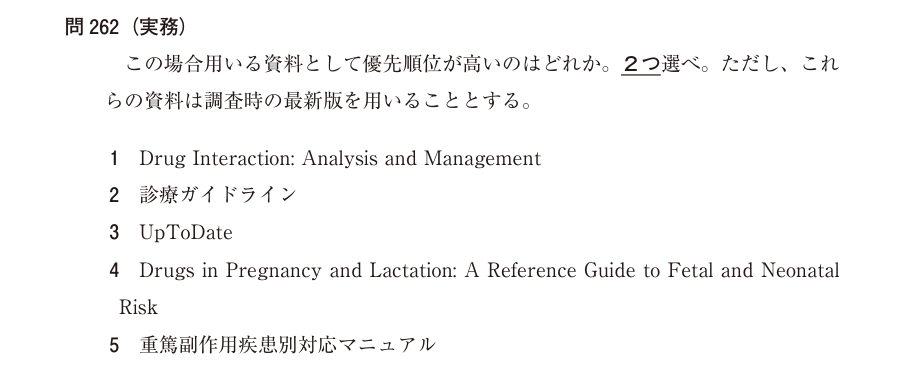 問 262（実務）
この場合用いる資料として優先順位が高いのはどれか。２つ選べ。ただし、これ
らの資料は調査時の最新版を用いることとする。
1 Drug Interaction: Analysis and Management
2 診療ガイドライン
3 UpToDate
4 Drugs in Pregnancy and Lactation: A Reference Guide to Fetal and Neonatal
Risk
5 重篤副作用疾患別対応マニュアル